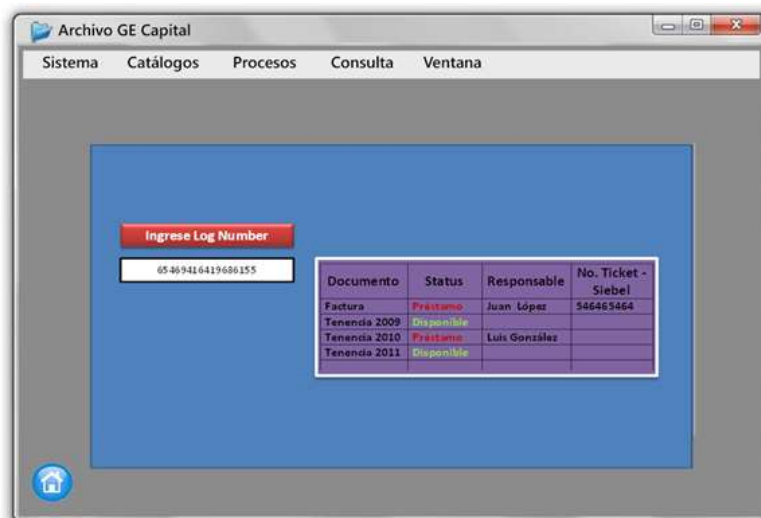 Archivo GE Capital
Sistema Catálogos Procesos Consulta Ventana
Ingrese Log Number
65469416419686155
Documento Status Responsable No. Ticket - Siebel
Factura Préstamo Juan López 546465464
Tenencia 2009 Disponible
Tenencia 2010 Préstamo Luis González
Tenencia 2011 Disponible